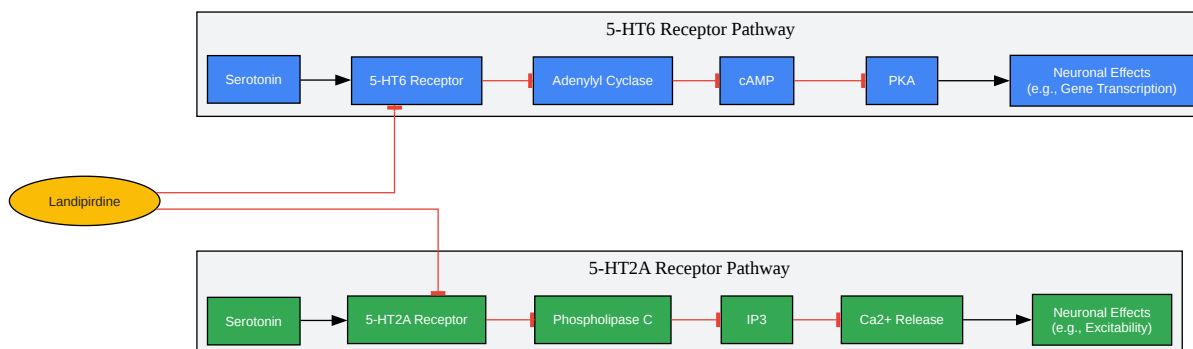 5-HT6 Receptor Pathway
Serotonin
5-HT6 Receptor
Adenylyl Cyclase
cAMP
PKA
Neuronal Effects
(e.g., Gene Transcription)
Landipirdine
5-HT2A Receptor Pathway
Serotonin
5-HT2A Receptor
Phospholipase C
IP3
Ca2+ Release
Neuronal Effects
(e.g., Excitability)